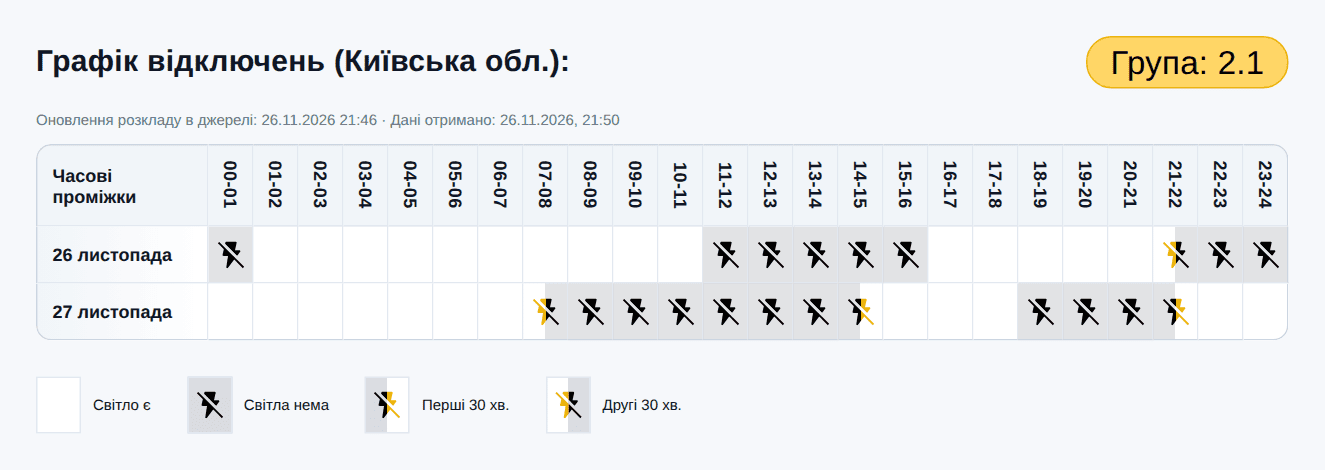 Графік відключень (Київська обл.):
Група: 2.1
Оновлення розкладу в джерелі: 26.11.2026 21:46 · Дані отримано: 26.11.2026, 21:50
Часові
проміжки
00-01
01-02
02-03
03-04
04-05
05-06
06-07
07-08
08-09
09-10
10-11
11-12
12-13
13-14
14-15
15-16
16-17
17-18
18-19
19-20
20-21
21-22
22-23
23-24
26 листопада
27 листопада
Світло є
Світла нема
Перші 30 хв.
Другі 30 хв.